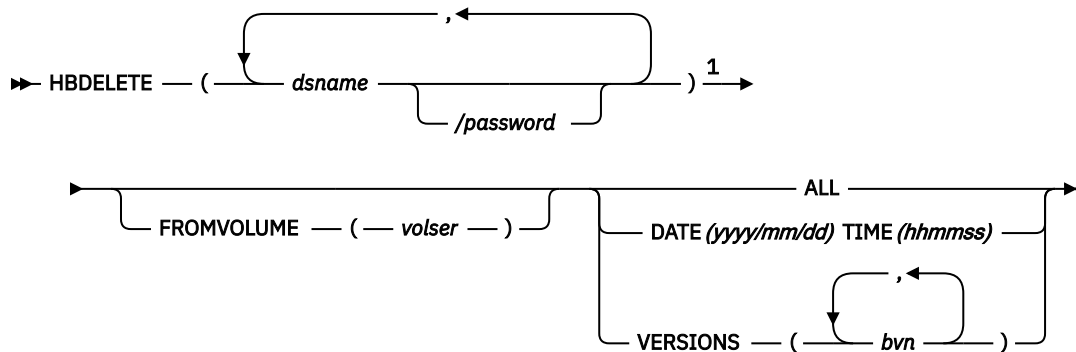 ,
HBDELETE ( dsname ) 1
/password
ALL
FROMVOLUME ( volser )
DATE (yyyy/mm/dd) TIME (hhmmss)
,
VERSIONS ( bvn )